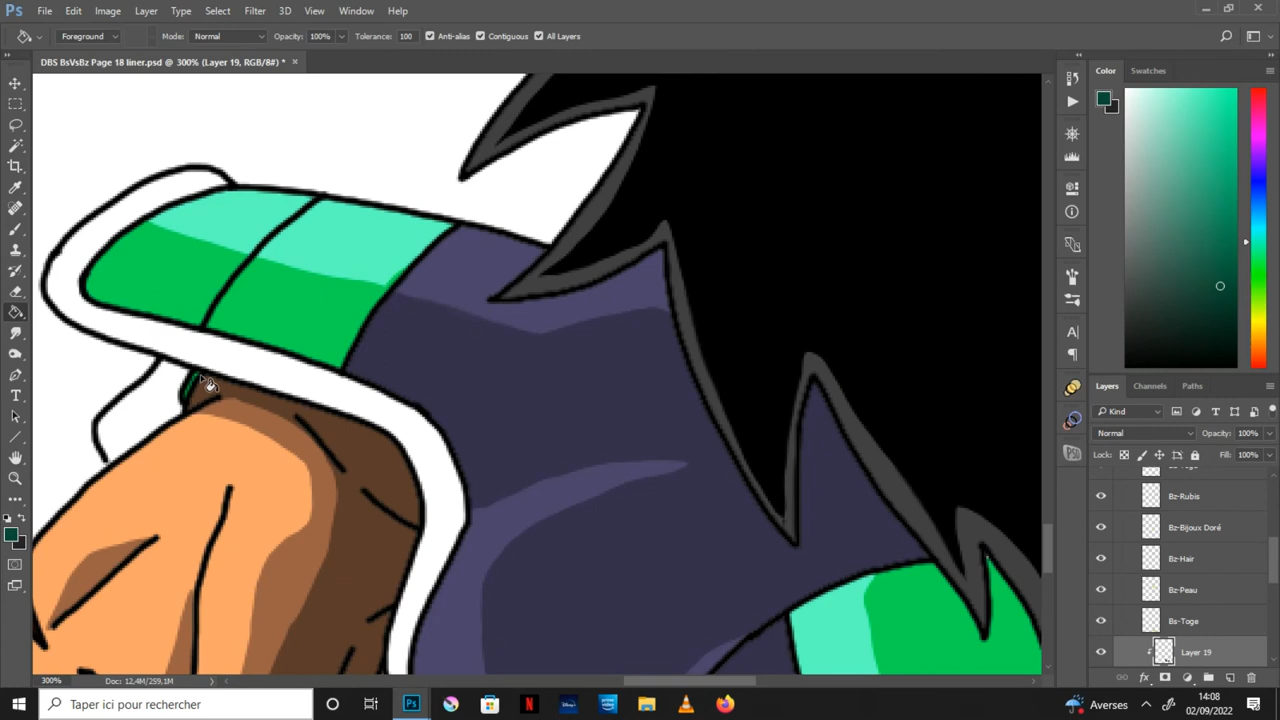 Ps File Edit Image Layer Type Select Filter 3D View Window Help
Foreground Mode: Normal Opacity: 100% Tolerance: 100 Anti-alias Contiguous All Layers
DBS BsVsBz Page 18 liner.psd @ 300% (Layer 19, RGB/8#) *
Color Swatches
Layers Channels Paths
Kind
Normal Opacity: 100%
Lock: Fill: 100%
Bz-Rubis
Bz-Bijoux Doré
Bz-Hair
Bz-Peau
Bs-Toge
Layer 19
300% Doc: 12,4M/259,1M
Taper ici pour rechercher
Averses
14:08
02/09/2022